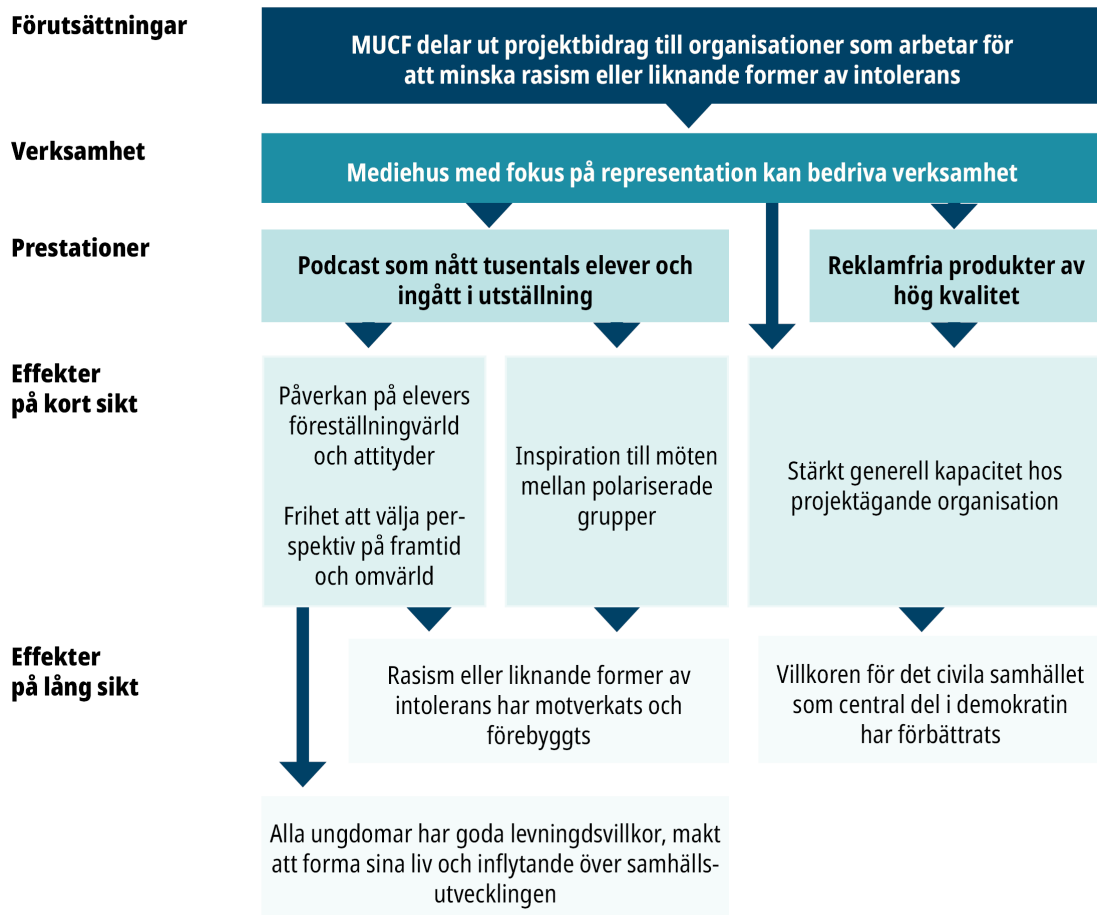 Förutsättningar
MUCF delar ut projektbidrag till organisationer som arbetar för
att minska rasism eller liknande former av intolerans
Verksamhet
Mediehus med fokus på representation kan bedriva verksamhet
Prestationer
Podcast som nått tusentals elever och
ingått i utställning
Reklamfria produkter av
hög kvalitet
Effekter
på kort sikt
Påverkan på elevers
föreställningvärld
och attityder
Frihet att välja per-
spektiv på framtid
och omvärld
Inspiration till möten
mellan polariserade
grupper
Stärkt generell kapacitet hos
projektägande organisation
Effekter
på lång sikt
Rasism eller liknande former av
intolerans har motverkats och
förebyggts
Villkoren för det civila samhället
som central del i demokratin
har förbättrats
Alla ungdomar har goda levningdsvillkor, makt
att forma sina liv och inflytande över samhälls-
utvecklingen